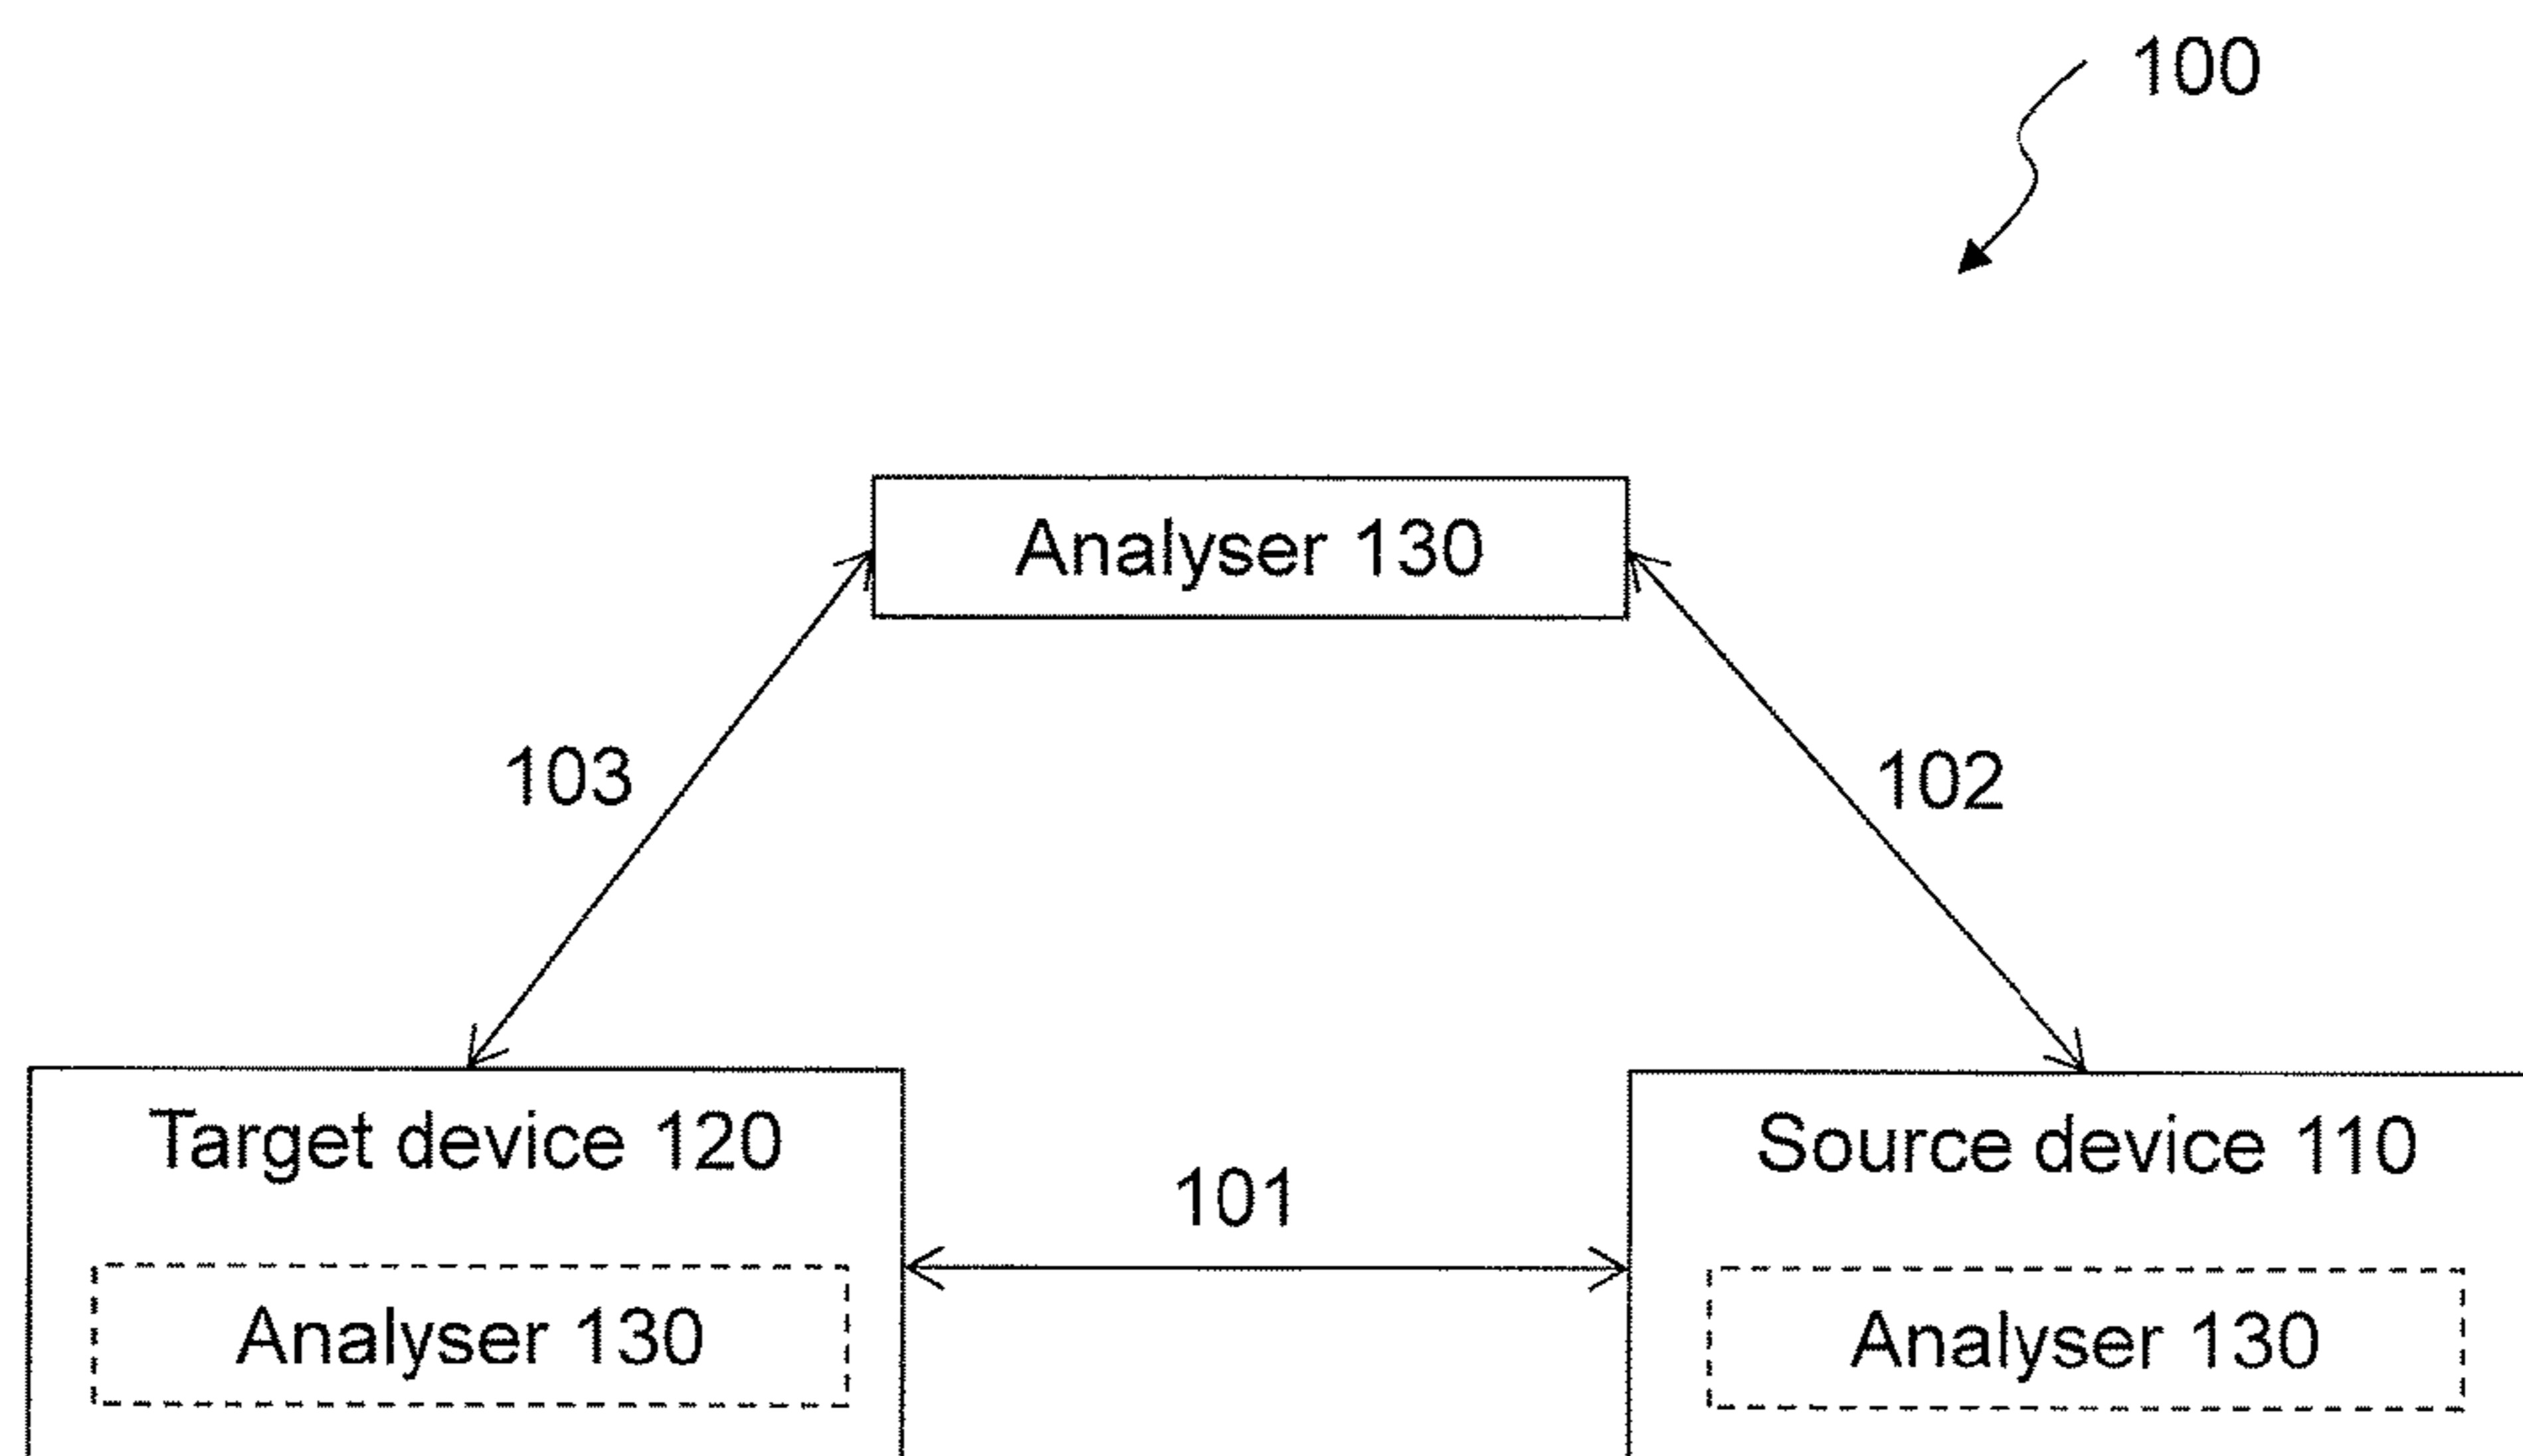 100
Analyser 130
103
102
Target device 120
Source device 110
101
Analyser 130
Analyser 130